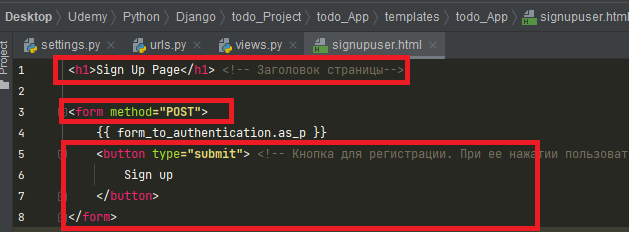 Desktop > Udemy > Python > Django > todo_Project > todo_App > templates > todo_App > signupuser.html
Project
settings.py urls.py views.py signupuser.html
1 <h1>Sign Up Page</h1> <!-- Заголовок страницы-->
2
3 <form method="POST">
4 {{ form_to_authentication.as_p }}
5 <button type="submit"> <!-- Кнопка для регистрации. При ее нажатии пользоват
6 Sign up
7 </button>
8 </form>